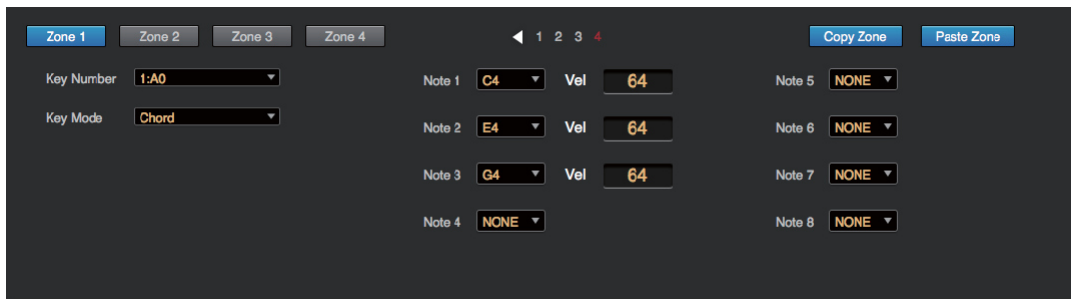 Zone 1 Zone 2 Zone 3 Zone 4 1 2 3 4 Copy Zone Paste Zone
Key Number 1:A0 Note 1 C4 Vel 64 Note 5 NONE
Key Mode Chord Note 2 E4 Vel 64 Note 6 NONE
Note 3 G4 Vel 64 Note 7 NONE
Note 4 NONE Note 8 NONE